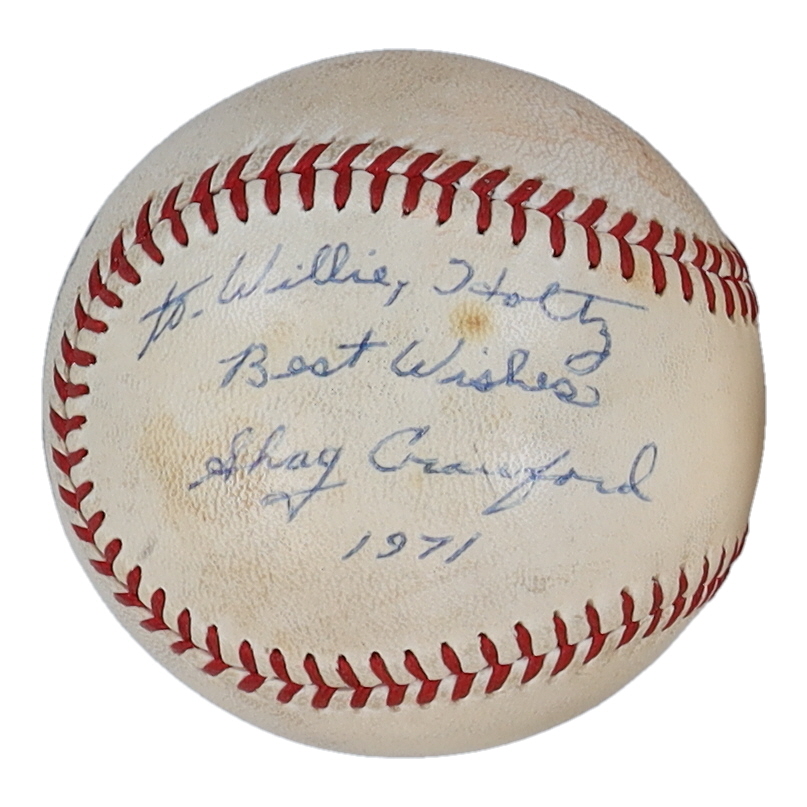 to. Willie, Holtz
Best Wishes
Shag Crawford
1971